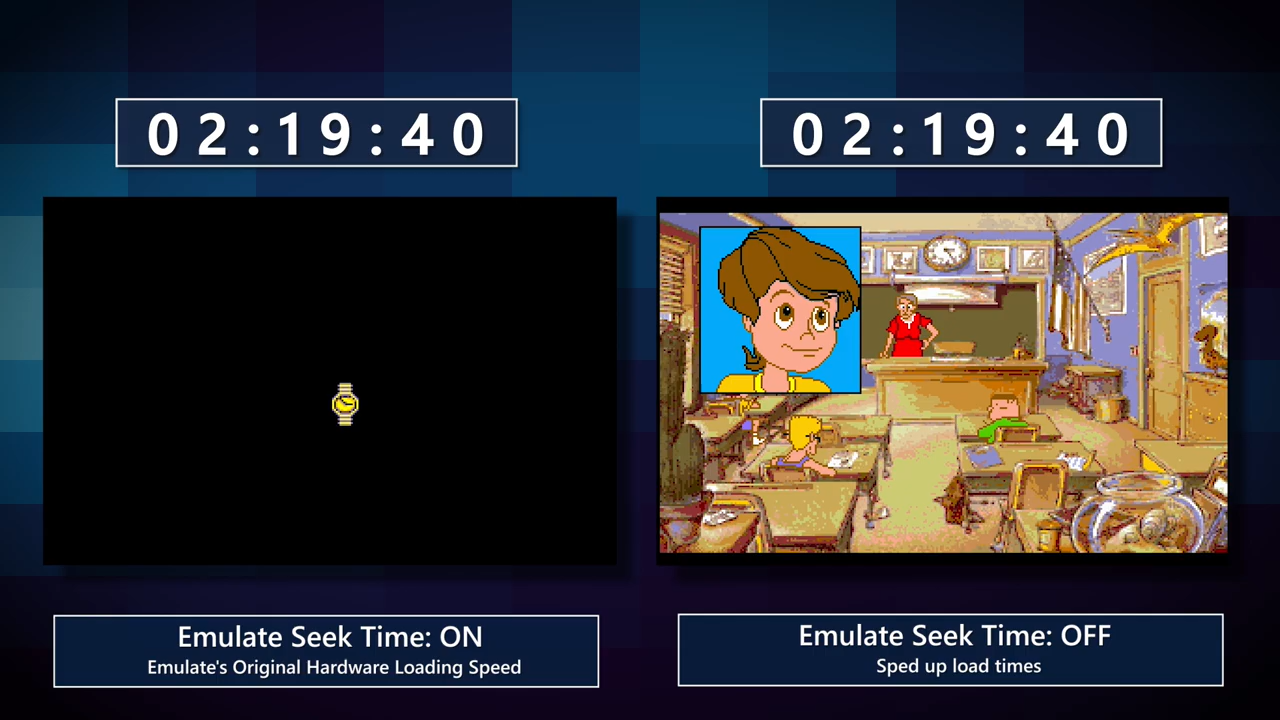 02:19:40
02:19:40
Emulate Seek Time: ON
Emulate's Original Hardware Loading Speed
Emulate Seek Time: OFF
Sped up load times